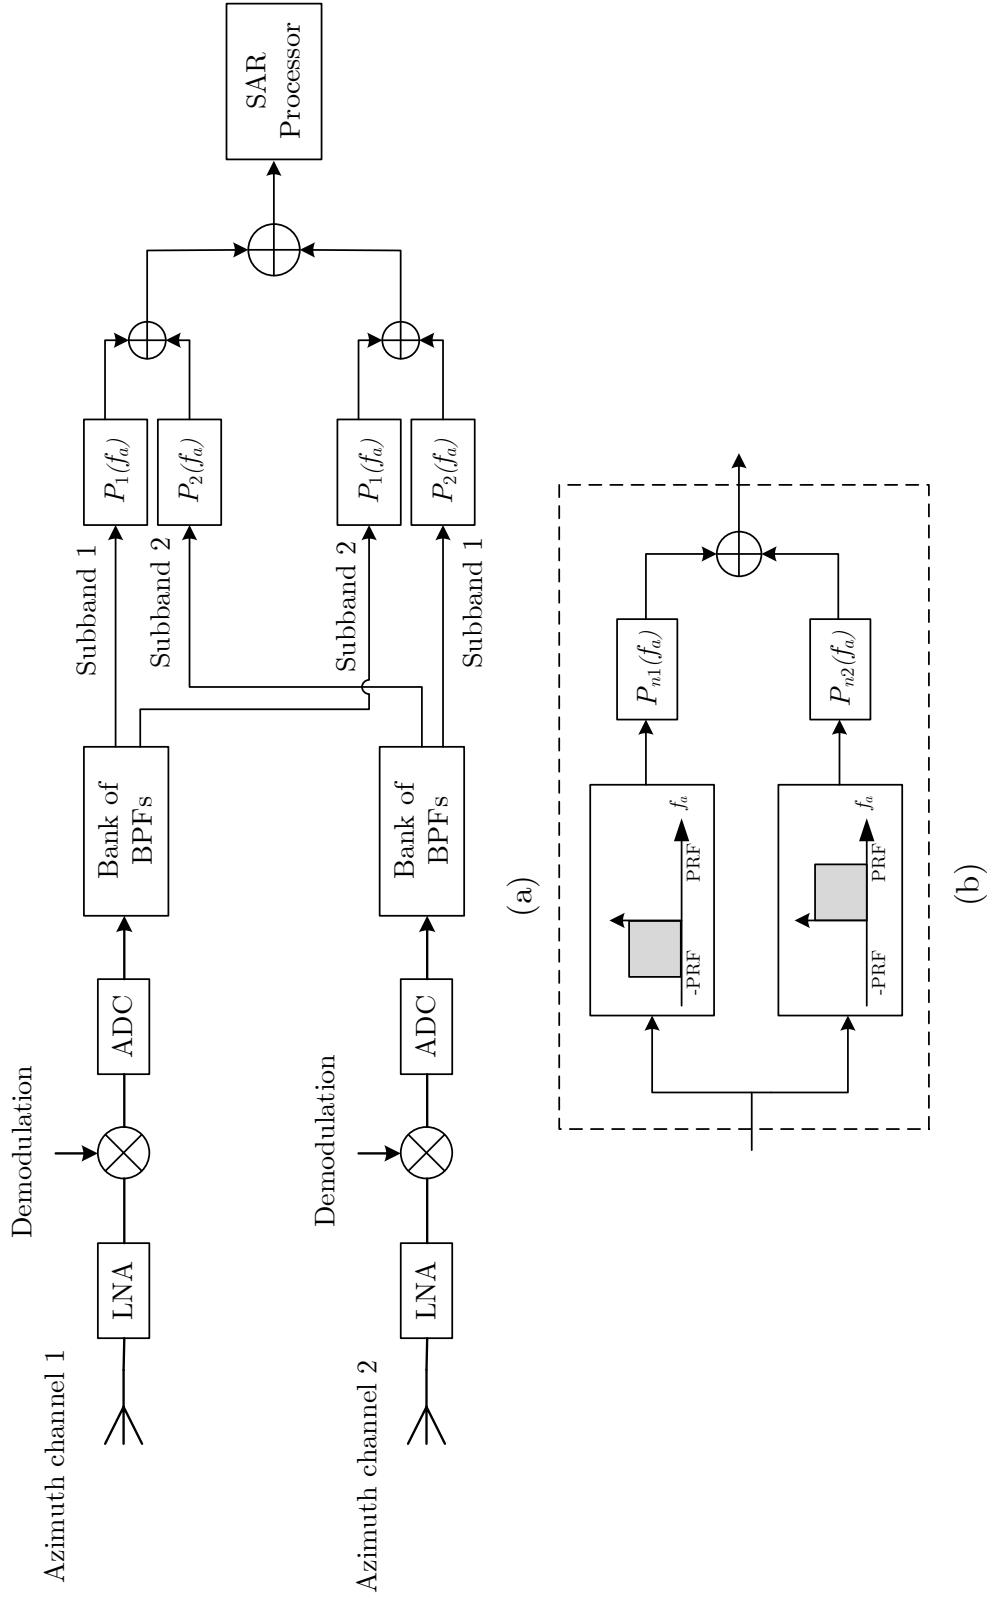 Azimuth channel 1
LNA
Demodulation
ADC
Bank of
BPFs
Subband 1
Subband 2
P1(fa)
P2(fa)
SAR
Processor
Azimuth channel 2
LNA
Demodulation
ADC
Bank of
BPFs
Subband 2
Subband 1
P1(fa)
P2(fa)
(a)
-PRF
PRF
fa
Pn1(fa)
-PRF
PRF
fa
Pn2(fa)
(b)